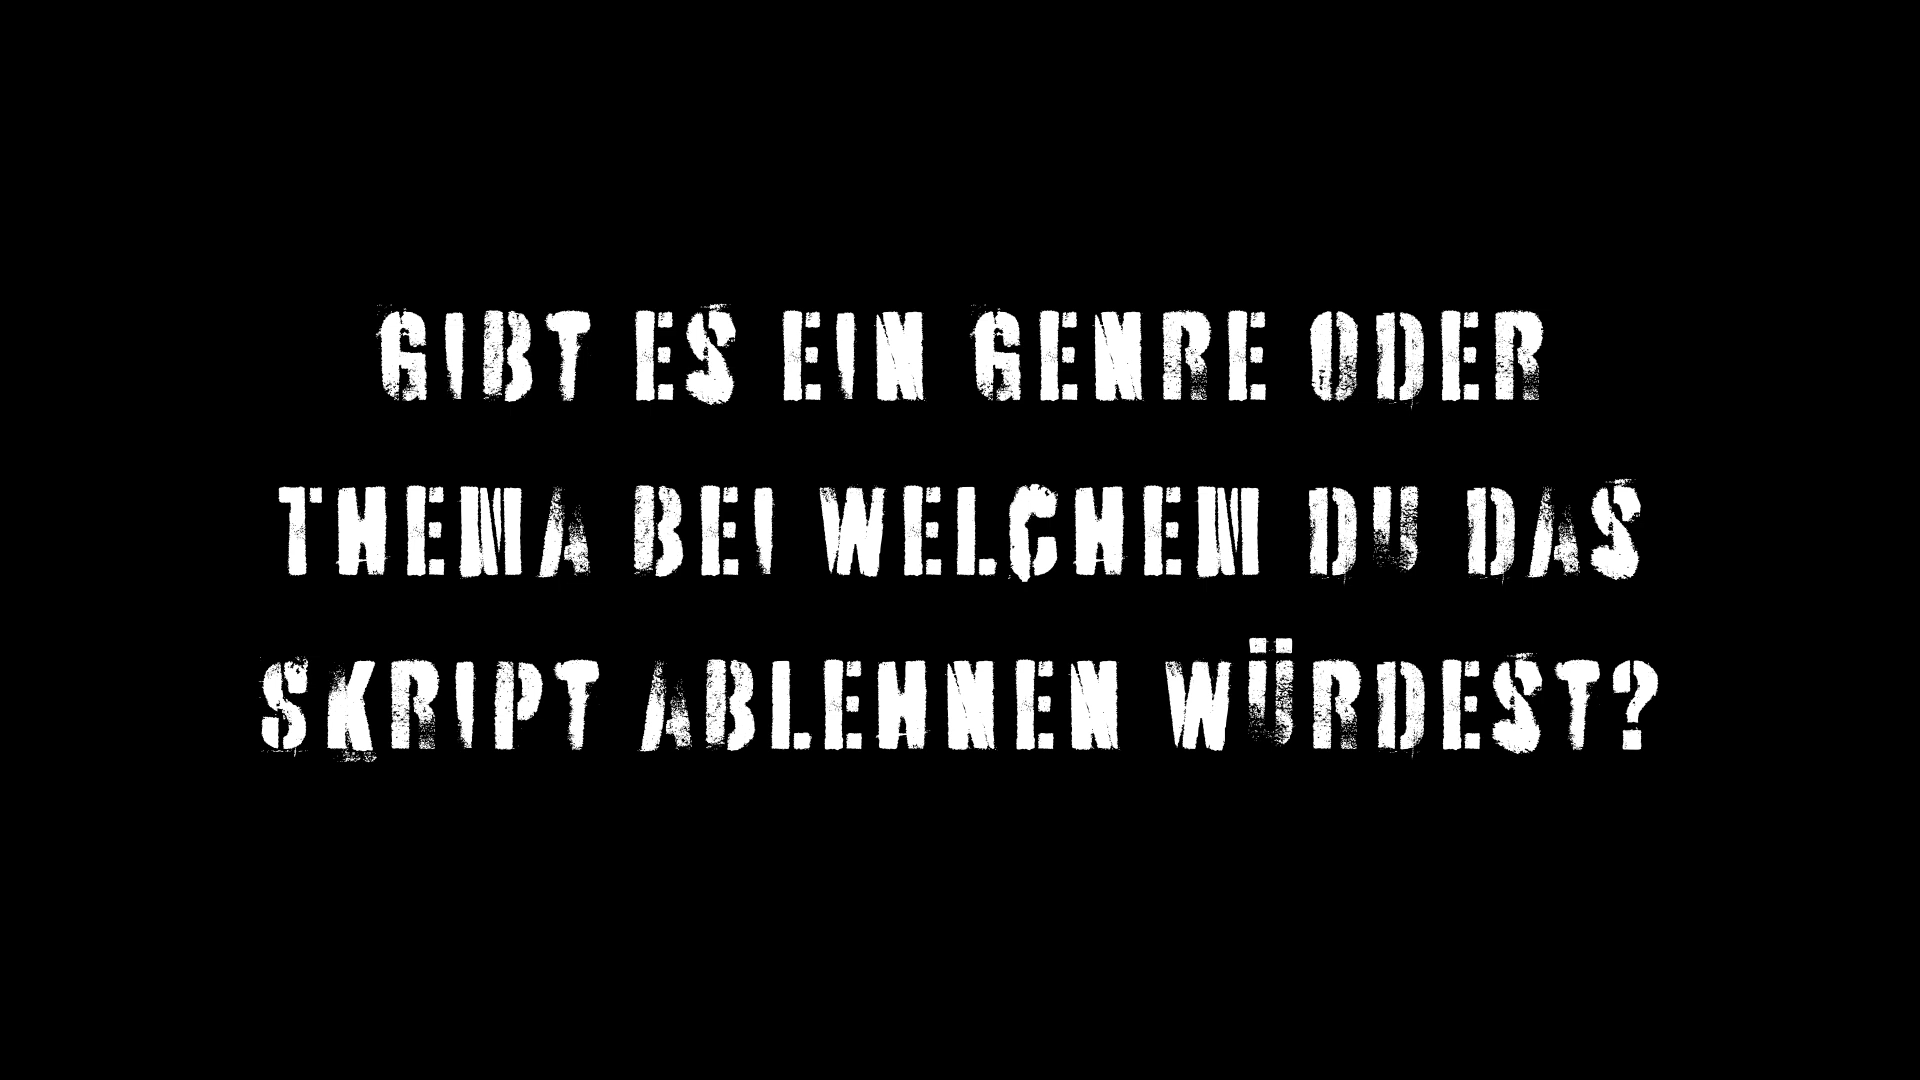 GIBT ES EIN GENRE ODER
THEMA BEI WELCHEM DU DAS
SKRIPT ABLEHNEN WÜRDEST?